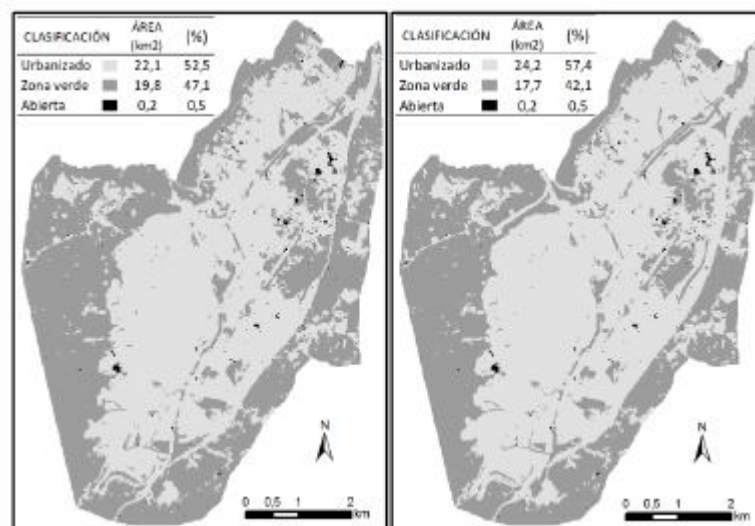 CLASIFICACIÓN ÁREA (km2) (%)
Urbanizado 22,1 52,5
Zona verde 19,8 47,1
Abierta 0,2 0,5
N
0 0,5 1 2
km
CLASIFICACIÓN ÁREA (km2) (%)
Urbanizado 24,2 57,4
Zona verde 17,7 42,1
Abierta 0,2 0,5
N
0 0,5 1 2
km